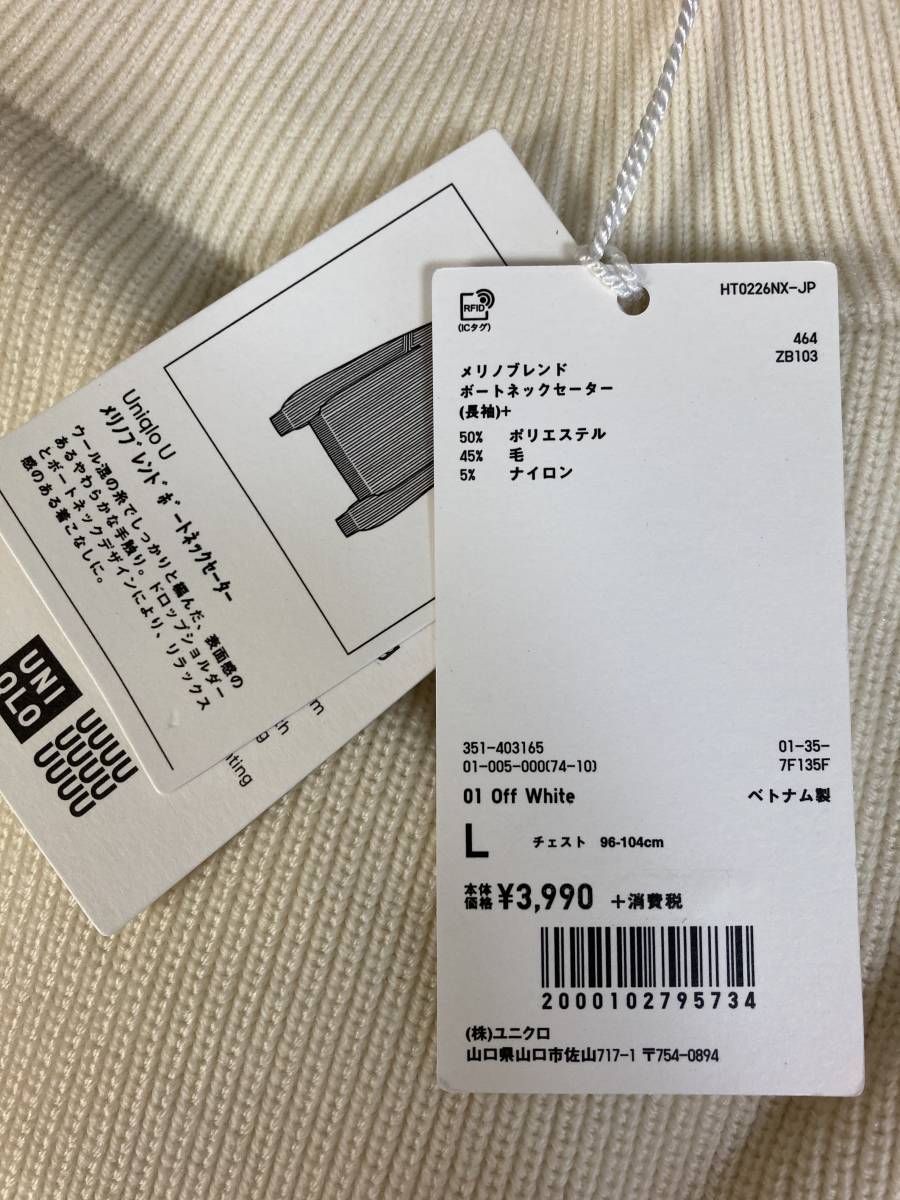 HT0226NX-JP
RFID
(ICタグ)
464
ZB103
メリノブレンド
ボートネックセーター
(長袖)+
50% ポリエステル
45% 毛
5% ナイロン
351-403165
01-35-
01-005-000(74-10)
7F135F
01 Off White
ベトナム製
L チェスト 96-104cm
本体
価格 ¥3,990 +消費税
2000102795734
(株)ユニクロ
山口県山口市佐山717-1 〒754-0894
Uniqlo U
メリノブレンドボートネックセーター
ウール混の糸でしっかりと編んだ、表面感の
あるやわらかな手触り。ドロップショルダー
とボートネックデザインにより、リラックス
感のある着こなしに。
UNI
QLO
UUUU
UUUU
UUUU